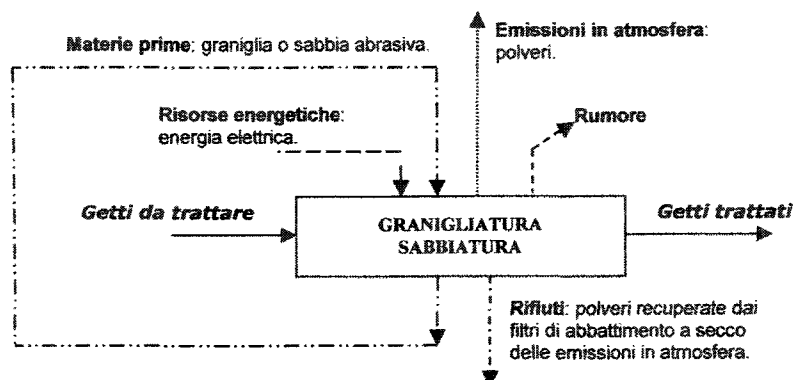 Materie prime: graniglia o sabbia abrasiva.
Emissioni in atmosfera:
polveri.
Risorse energetiche:
energia elettrica.
Rumore
Getti da trattare
GRANIGLIATURA
SABBIATURA
Getti trattati
Rifiuti: polveri recuperate dai
filtri di abbattimento a secco
delle emissioni in atmosfera.